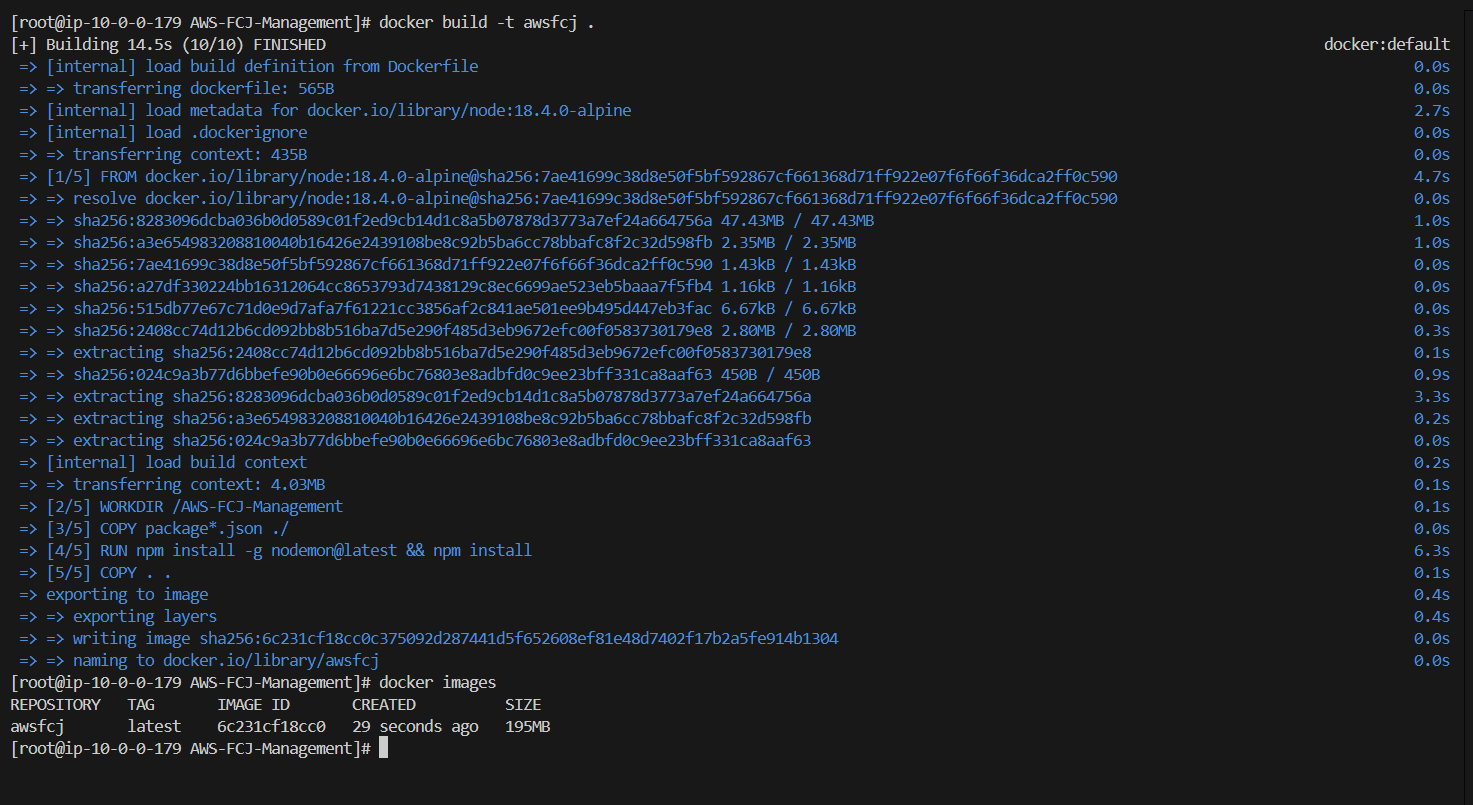 [root@ip-10-0-0-179 AWS-FCJ-Management]# docker build -t awsfcj .
[+] Building 14.5s (10/10) FINISHED docker:default
=> [internal] load build definition from Dockerfile 0.0s
=> => transferring dockerfile: 565B 0.0s
=> [internal] load metadata for docker.io/library/node:18.4.0-alpine 2.7s
=> [internal] load .dockerignore 0.0s
=> => transferring context: 435B 0.0s
=> [1/5] FROM docker.io/library/node:18.4.0-alpine@sha256:7ae41699c38d8e50f5bf592867cf661368d71ff922e07f6f66f36dca2ff0c590 4.7s
=> => resolve docker.io/library/node:18.4.0-alpine@sha256:7ae41699c38d8e50f5bf592867cf661368d71ff922e07f6f66f36dca2ff0c590 0.0s
=> => sha256:8283096dcba036b0d0589c01f2ed9cb14d1c8a5b07878d3773a7ef24a664756a 47.43MB / 47.43MB 1.0s
=> => sha256:a3e654983208810040b16426e2439108be8c92b5ba6cc78bbafc8f2c32d598fb 2.35MB / 2.35MB 1.0s
=> => sha256:7ae41699c38d8e50f5bf592867cf661368d71ff922e07f6f66f36dca2ff0c590 1.43kB / 1.43kB 0.0s
=> => sha256:a27df330224bb16312064cc8653793d7438129c8ec6699ae523eb5baaa7f5fb4 1.16kB / 1.16kB 0.0s
=> => sha256:515db77e67c71d0e9d7afa7f61221cc3856af2c841ae501ee9b495d447eb3fac 6.67kB / 6.67kB 0.0s
=> => sha256:2408cc74d12b6cd092bb8b516ba7d5e290f485d3eb9672efc00f0583730179e8 2.80MB / 2.80MB 0.3s
=> => extracting sha256:2408cc74d12b6cd092bb8b516ba7d5e290f485d3eb9672efc00f0583730179e8 0.1s
=> => sha256:024c9a3b77d6bbefe90b0e66696e6bc76803e8adbfd0c9ee23bff331ca8aaf63 450B / 450B 0.9s
=> => extracting sha256:8283096dcba036b0d0589c01f2ed9cb14d1c8a5b07878d3773a7ef24a664756a 3.3s
=> => extracting sha256:a3e654983208810040b16426e2439108be8c92b5ba6cc78bbafc8f2c32d598fb 0.2s
=> => extracting sha256:024c9a3b77d6bbefe90b0e66696e6bc76803e8adbfd0c9ee23bff331ca8aaf63 0.0s
=> [internal] load build context 0.2s
=> => transferring context: 4.03MB 0.1s
=> [2/5] WORKDIR /AWS-FCJ-Management 0.1s
=> [3/5] COPY package*.json ./ 0.0s
=> [4/5] RUN npm install -g nodemon@latest && npm install 6.3s
=> [5/5] COPY . . 0.1s
=> exporting to image 0.4s
=> => exporting layers 0.4s
=> => writing image sha256:6c231cf18cc0c375092d287441d5f652608ef81e48d7402f17b2a5fe914b1304 0.0s
=> => naming to docker.io/library/awsfcj 0.0s
[root@ip-10-0-0-179 AWS-FCJ-Management]# docker images
REPOSITORY TAG IMAGE ID CREATED SIZE
awsfcj latest 6c231cf18cc0 29 seconds ago 195MB
[root@ip-10-0-0-179 AWS-FCJ-Management]#